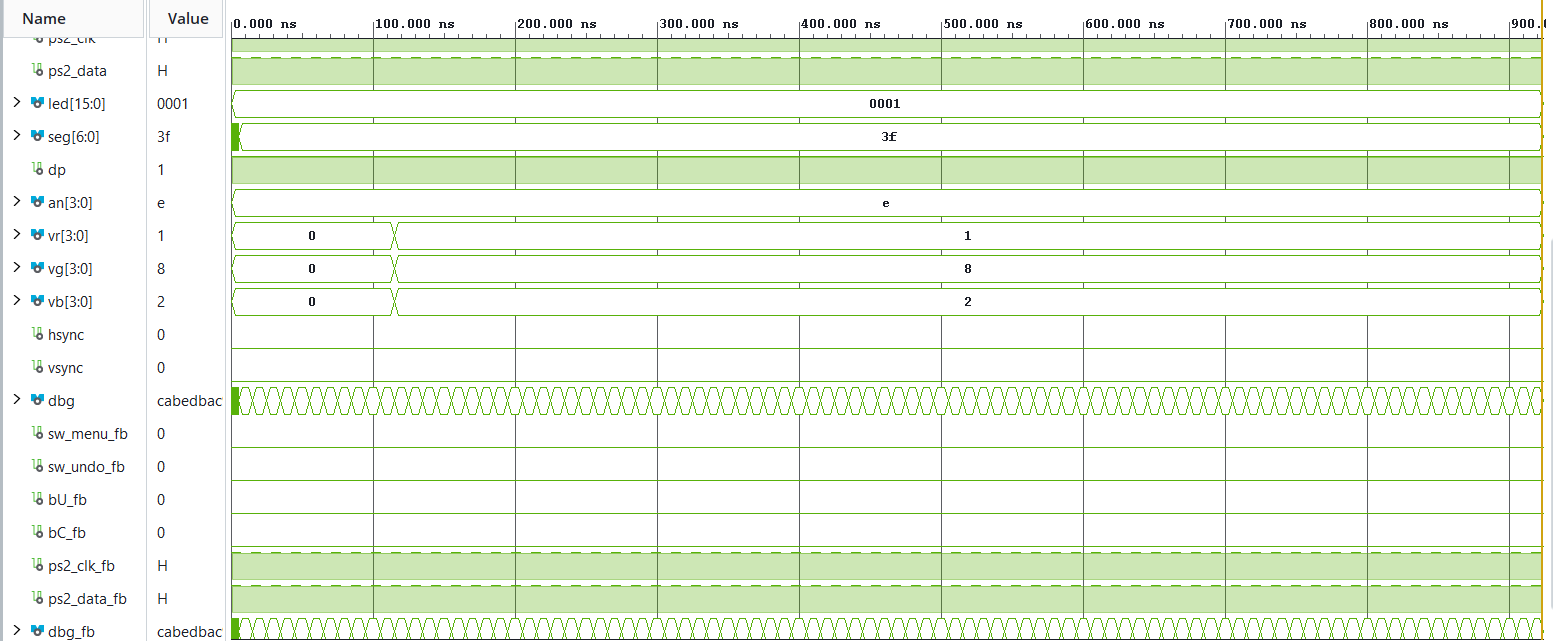 Name Value 0.000 ns 100.000 ns 200.000 ns 300.000 ns 400.000 ns 500.000 ns 600.000 ns 700.000 ns 800.000 ns 900.0
ps2_clk H
ps2_data H
led[15:0] 0001 0001
seg[6:0] 3f 3f
dp 1
an[3:0] e e
vr[3:0] 1 0 1
vg[3:0] 8 0 8
vb[3:0] 2 0 2
hsync 0
vsync 0
dbg cabedbac
sw_menu_fb 0
sw_undo_fb 0
bU_fb 0
bC_fb 0
ps2_clk_fb H
ps2_data_fb H
dbg_fb cabedbac